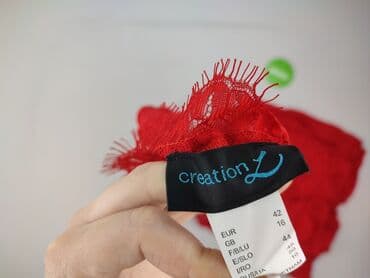 creation L
EUR 42
GB 16
F/B/LU 44
E/SLO